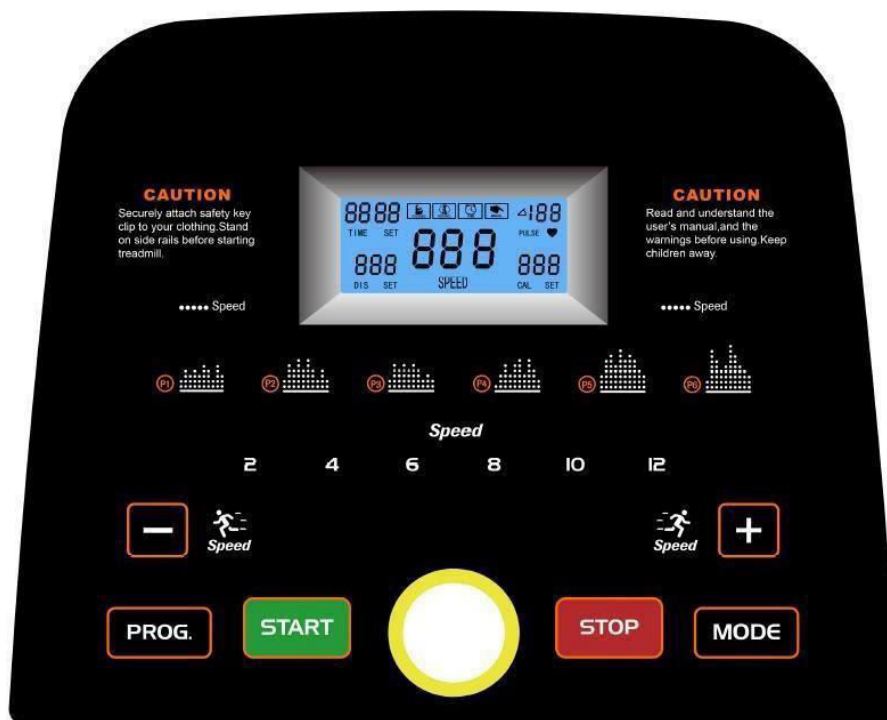 CAUTION
Securely attach safety key
clip to your clothing.Stand
on side rails before starting
treadmill.
••••• Speed
88:88 188
TIME SET PULSE
888
888 888
DIS SET SPEED CAL SET
CAUTION
Read and understand the
user's manual,and the
warnings before using.Keep
children away.
••••• Speed
P1 P2 P3 P4 P5 P6
Speed
2 4 6 8 10 12
− Speed Speed +
PROG. START STOP MODE